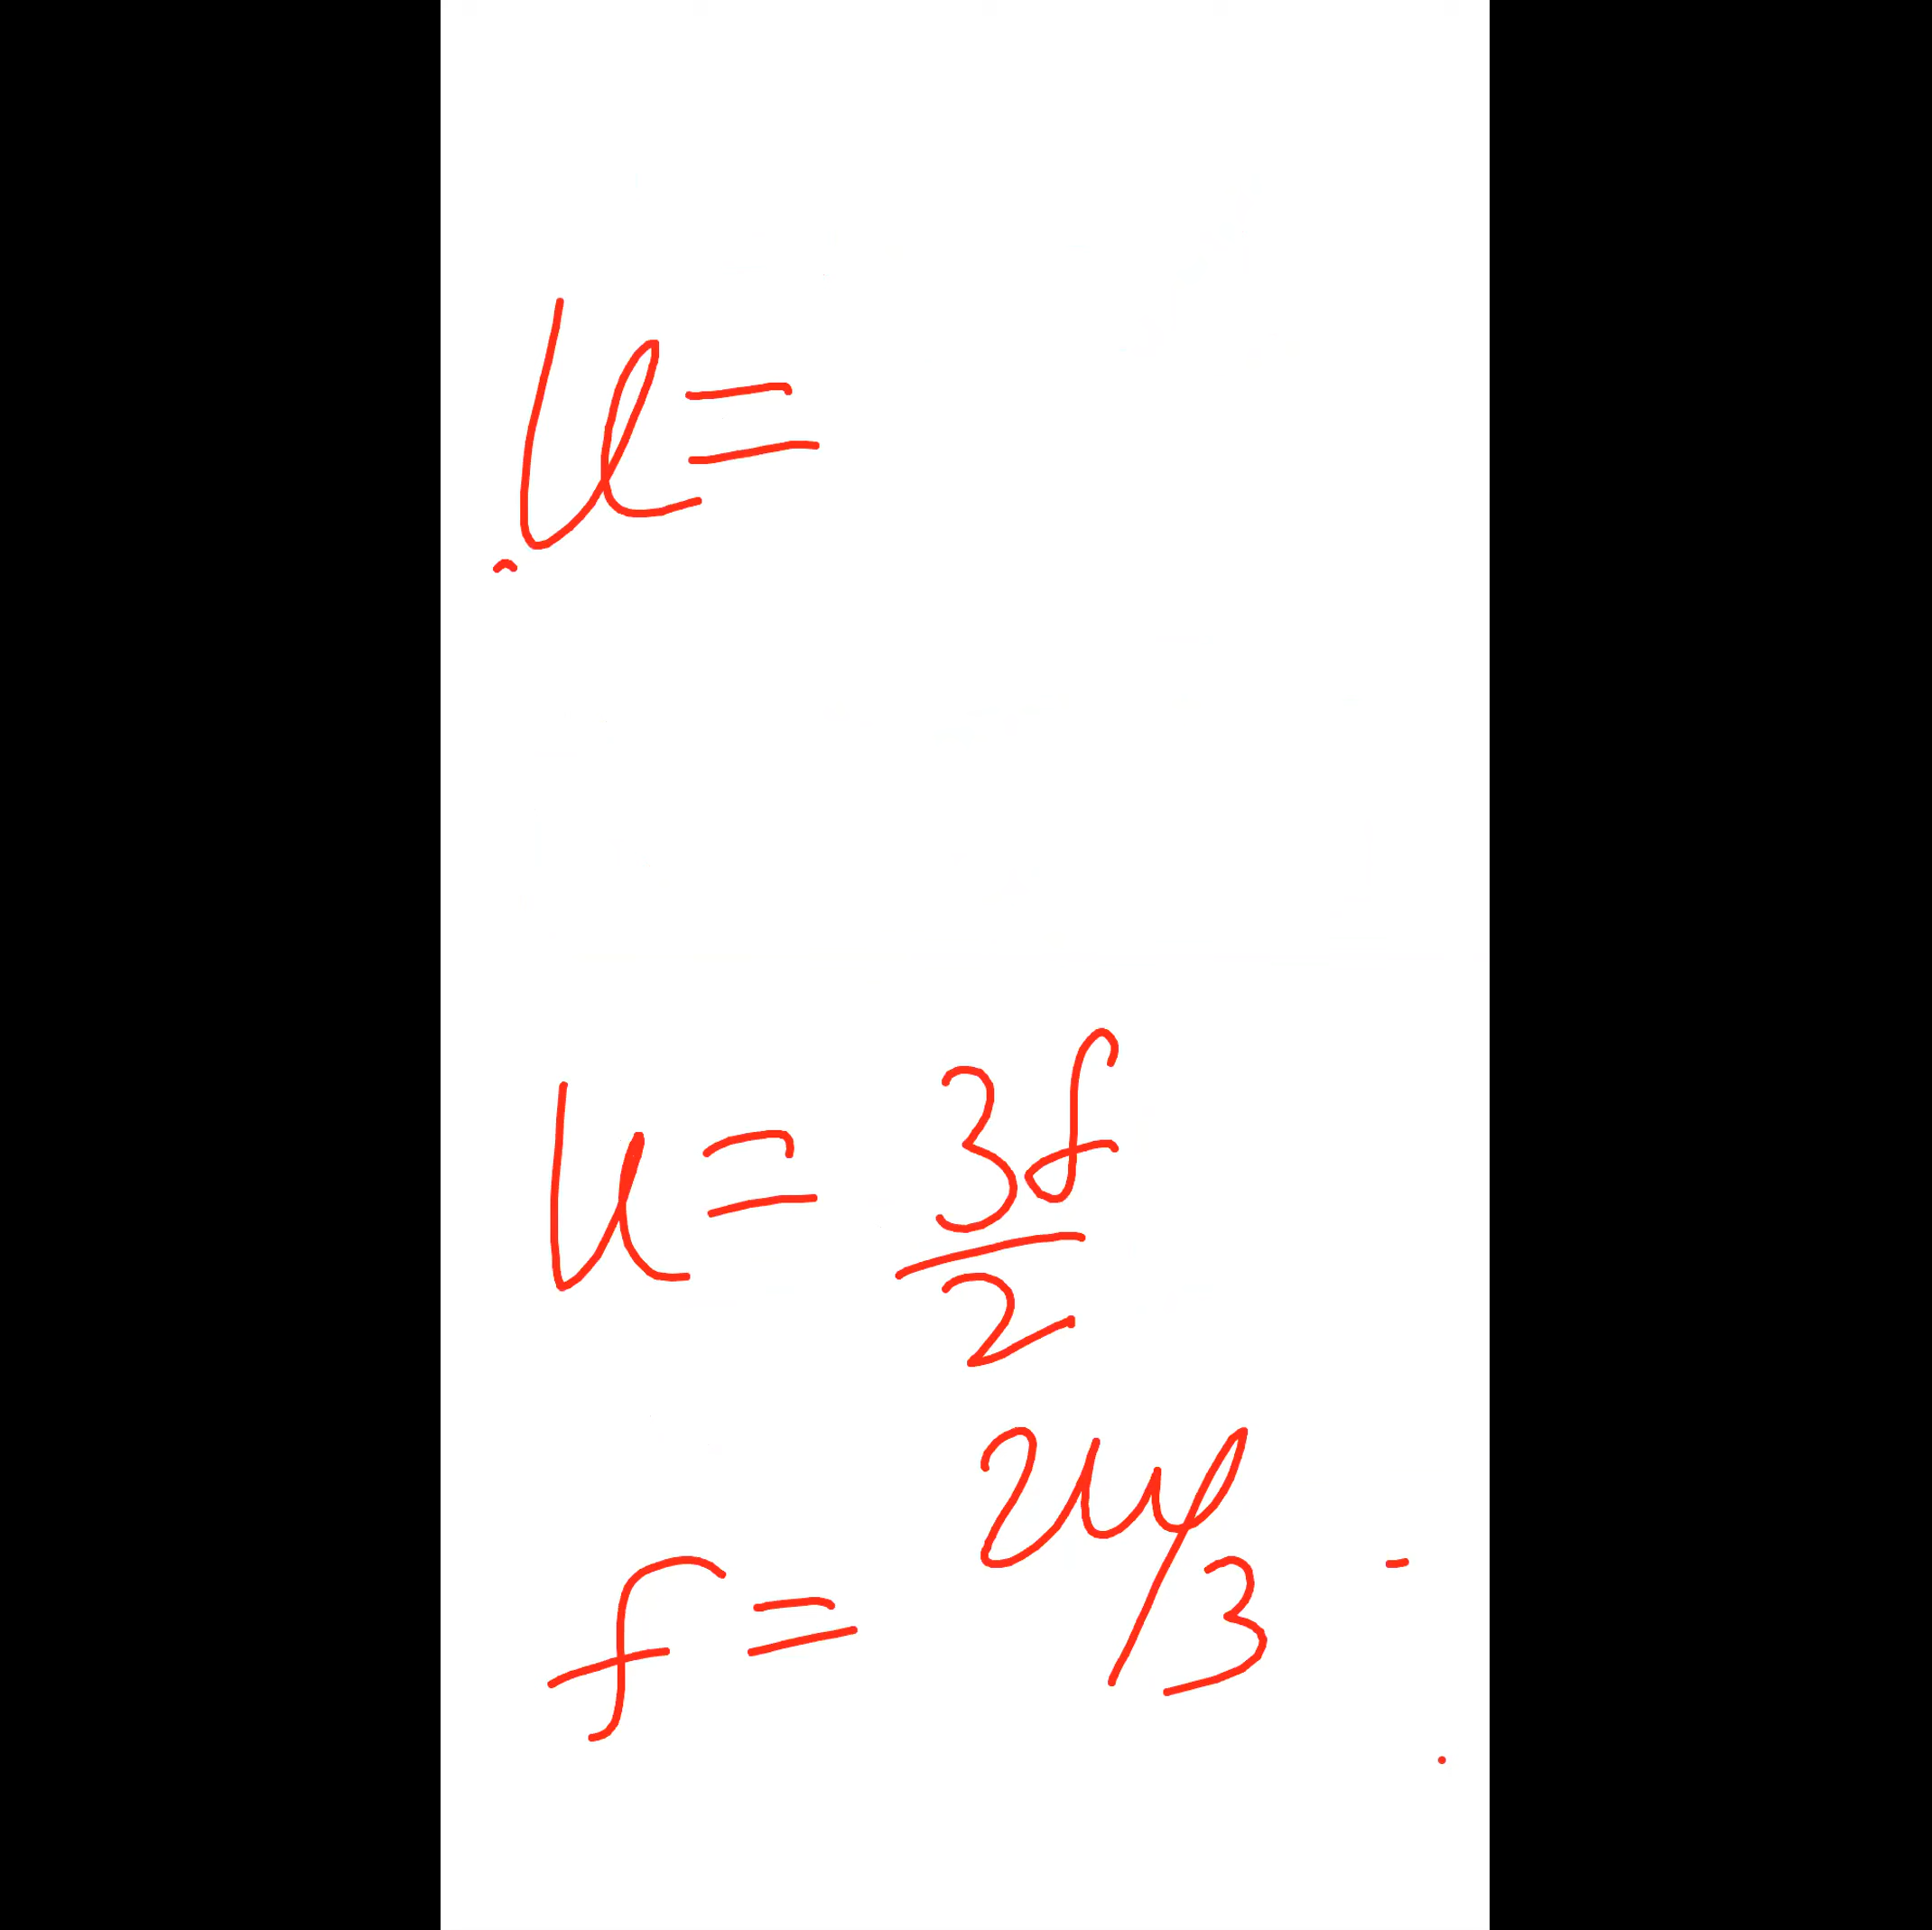 u =
u = 3f/2
f = 2u/3